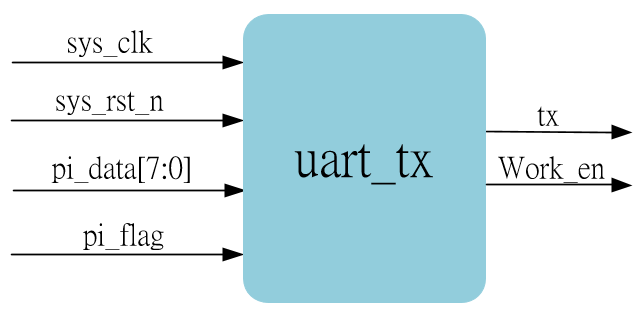 sys_clk
sys_rst_n
pi_data[7:0]
pi_flag
uart_tx
tx
Work_en